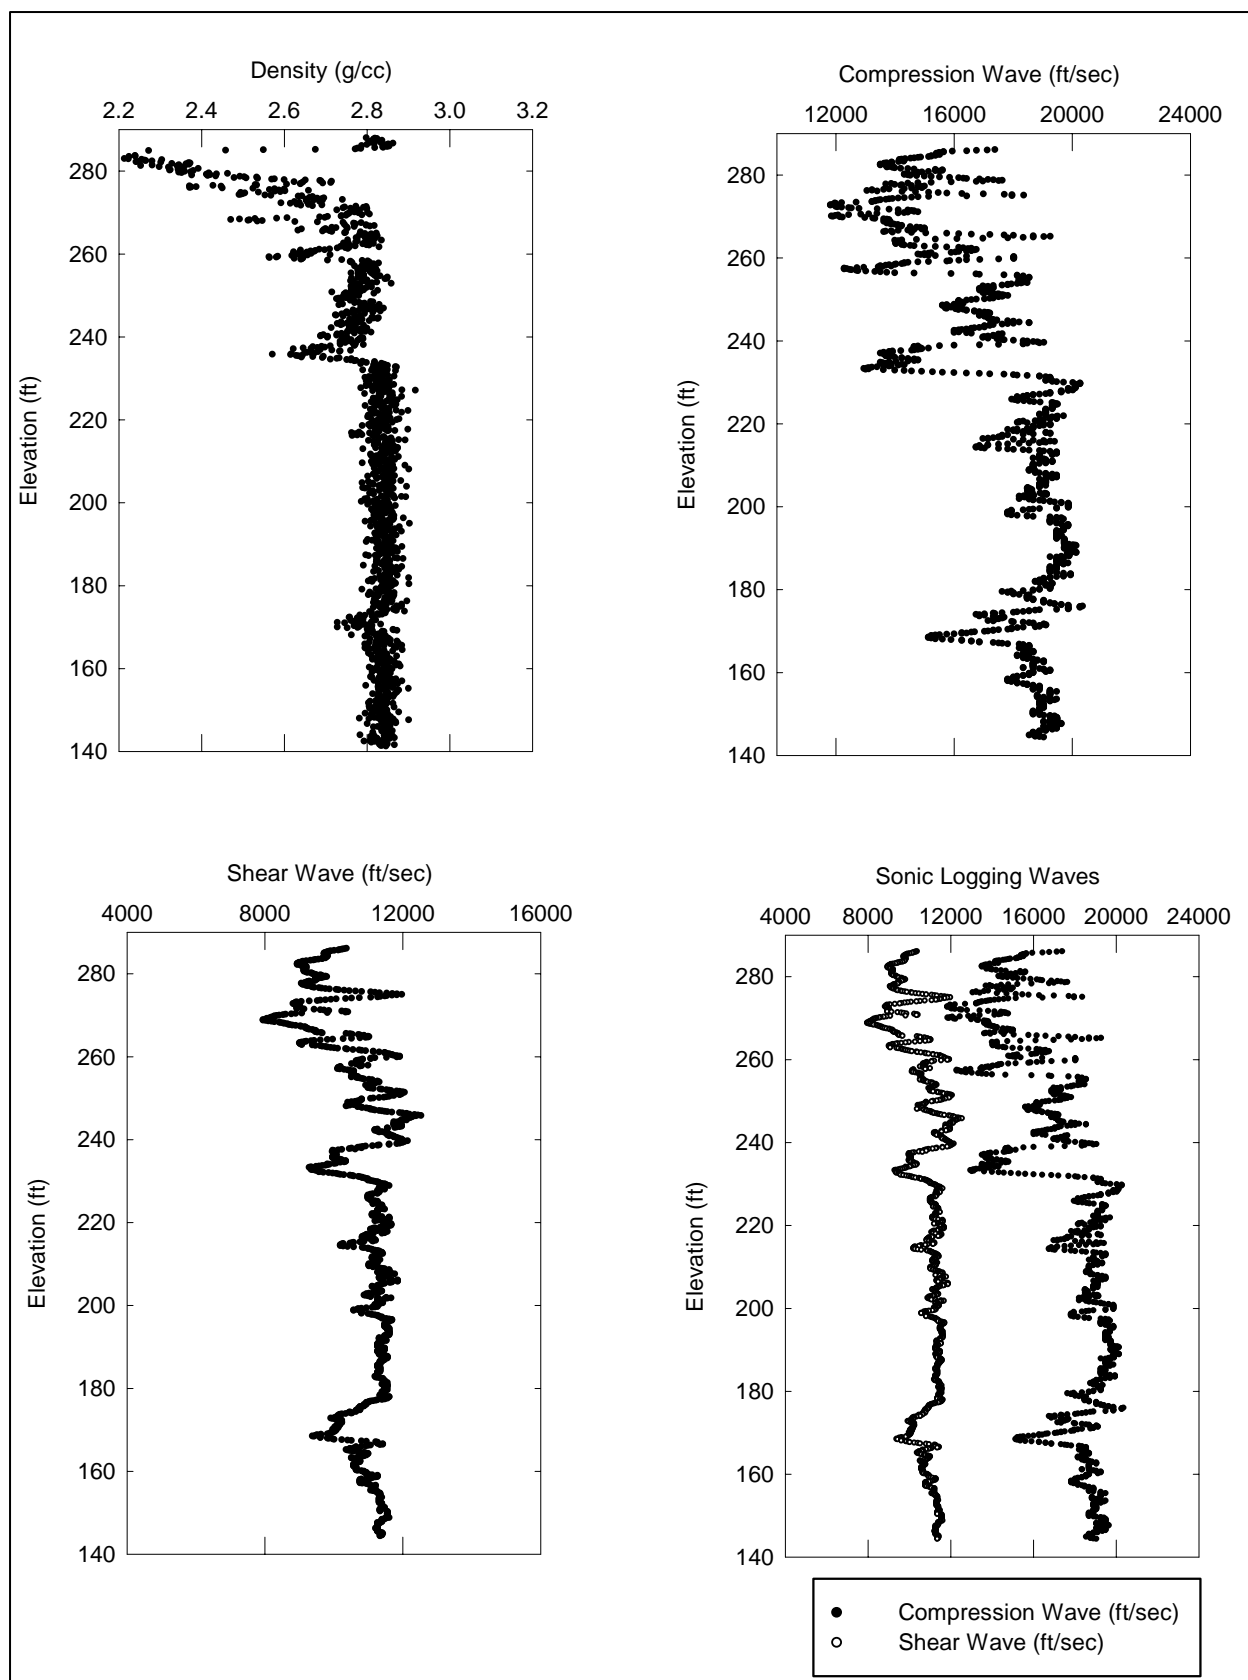 Density (g/cc)
2.2 2.4 2.6 2.8 3.0 3.2
Elevation (ft)
280
260
240
220
200
180
160
140
Compression Wave (ft/sec)
12000 16000 20000 24000
Elevation (ft)
280
260
240
220
200
180
160
140
Shear Wave (ft/sec)
4000 8000 12000 16000
Elevation (ft)
280
260
240
220
200
180
160
140
Sonic Logging Waves
4000 8000 12000 16000 20000 24000
Elevation (ft)
280
260
240
220
200
180
160
140
Compression Wave (ft/sec)
Shear Wave (ft/sec)